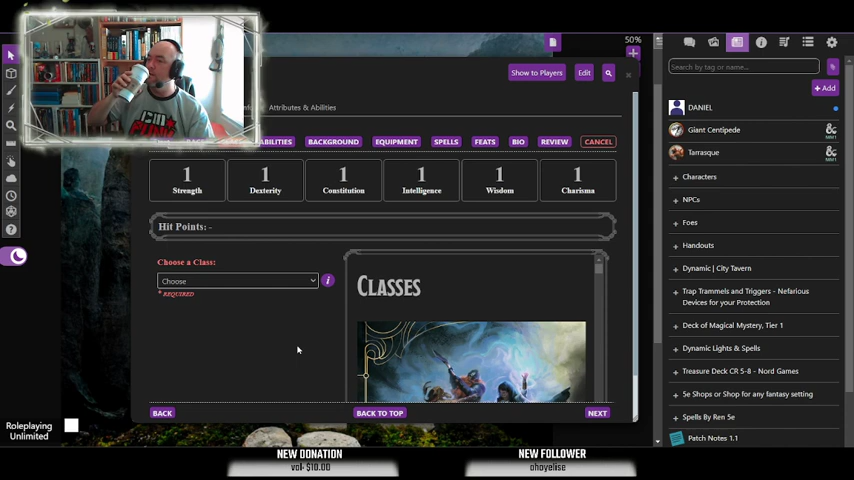 50%
Show to Players
Edit
Attributes & Abilities
ABILITIES
BACKGROUND
EQUIPMENT
SPELLS
FEATS
BIO
REVIEW
CANCEL
1
Strength
1
Dexterity
1
Constitution
1
Intelligence
1
Wisdom
1
Charisma
Hit Points: -
Choose a Class:
Choose
i
* REQUIRED
CLASSES
BACK
BACK TO TOP
NEXT
Search by tag or name...
+ Add
DANIEL
Giant Centipede
&
MM1
Tarrasque
&
MM1
+ Characters
+ NPCs
+ Foes
+ Handouts
+ Dynamic | City Tavern
+ Trap Trammels and Triggers - Nefarious
Devices for your Protection
+ Deck of Magical Mystery, Tier 1
+ Dynamic Lights & Spells
+ Treasure Deck CR 5-8 - Nord Games
+ 5e Shops or Shop for any fantasy setting
+ Spells By Ren 5e
Patch Notes 1.1
Roleplaying
Unlimited
NEW DONATION
vol- $10.00
NEW FOLLOWER
ohoyelise